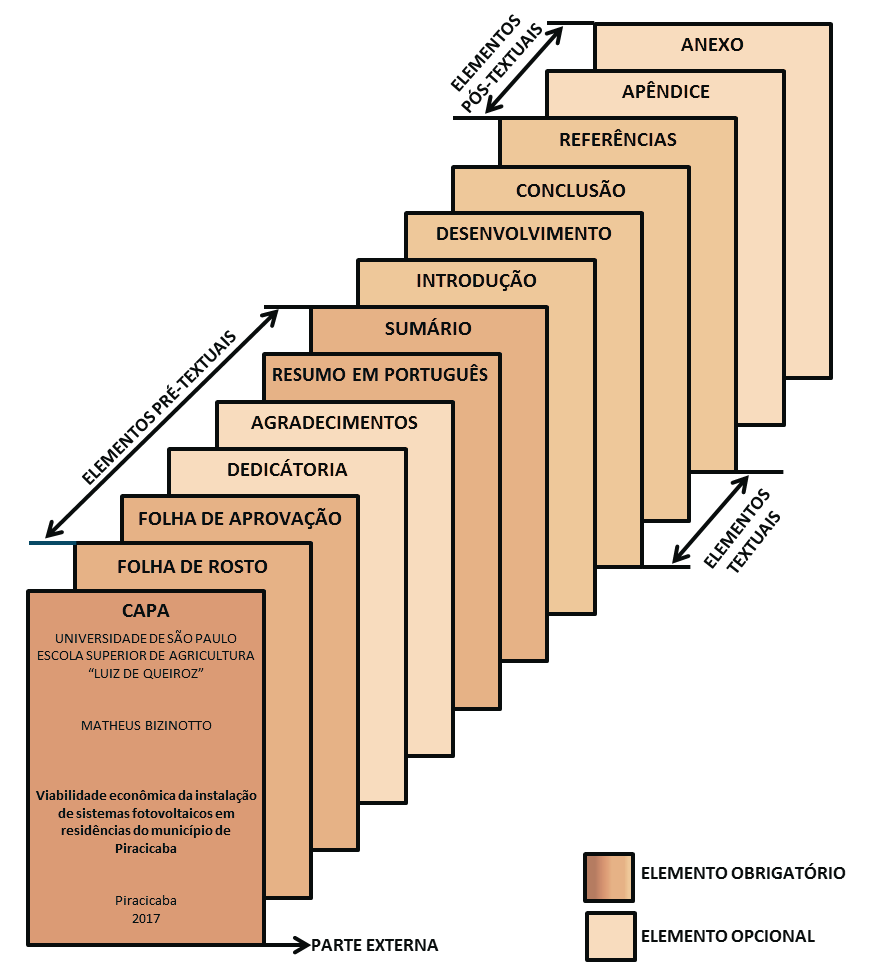 ELEMENTOS
PÓS-TEXTUAIS
ANEXO
APÊNDICE
REFERÊNCIAS
CONCLUSÃO
DESENVOLVIMENTO
INTRODUÇÃO
SUMÁRIO
ELEMENTOS PRÉ-TEXTUAIS
RESUMO EM PORTUGUÊS
AGRADECIMENTOS
DEDICÁTORIA
FOLHA DE APROVAÇÃO
FOLHA DE ROSTO
ELEMENTOS
TEXTUAIS
CAPA
UNIVERSIDADE DE SÃO PAULO
ESCOLA SUPERIOR DE AGRICULTURA
“LUIZ DE QUEIROZ”
MATHEUS BIZINOTTO
Viabilidade econômica da instalação
de sistemas fotovoltaicos em
residências do município de
Piracicaba
Piracicaba
2017
PARTE EXTERNA
ELEMENTO OBRIGATÓRIO
ELEMENTO OPCIONAL